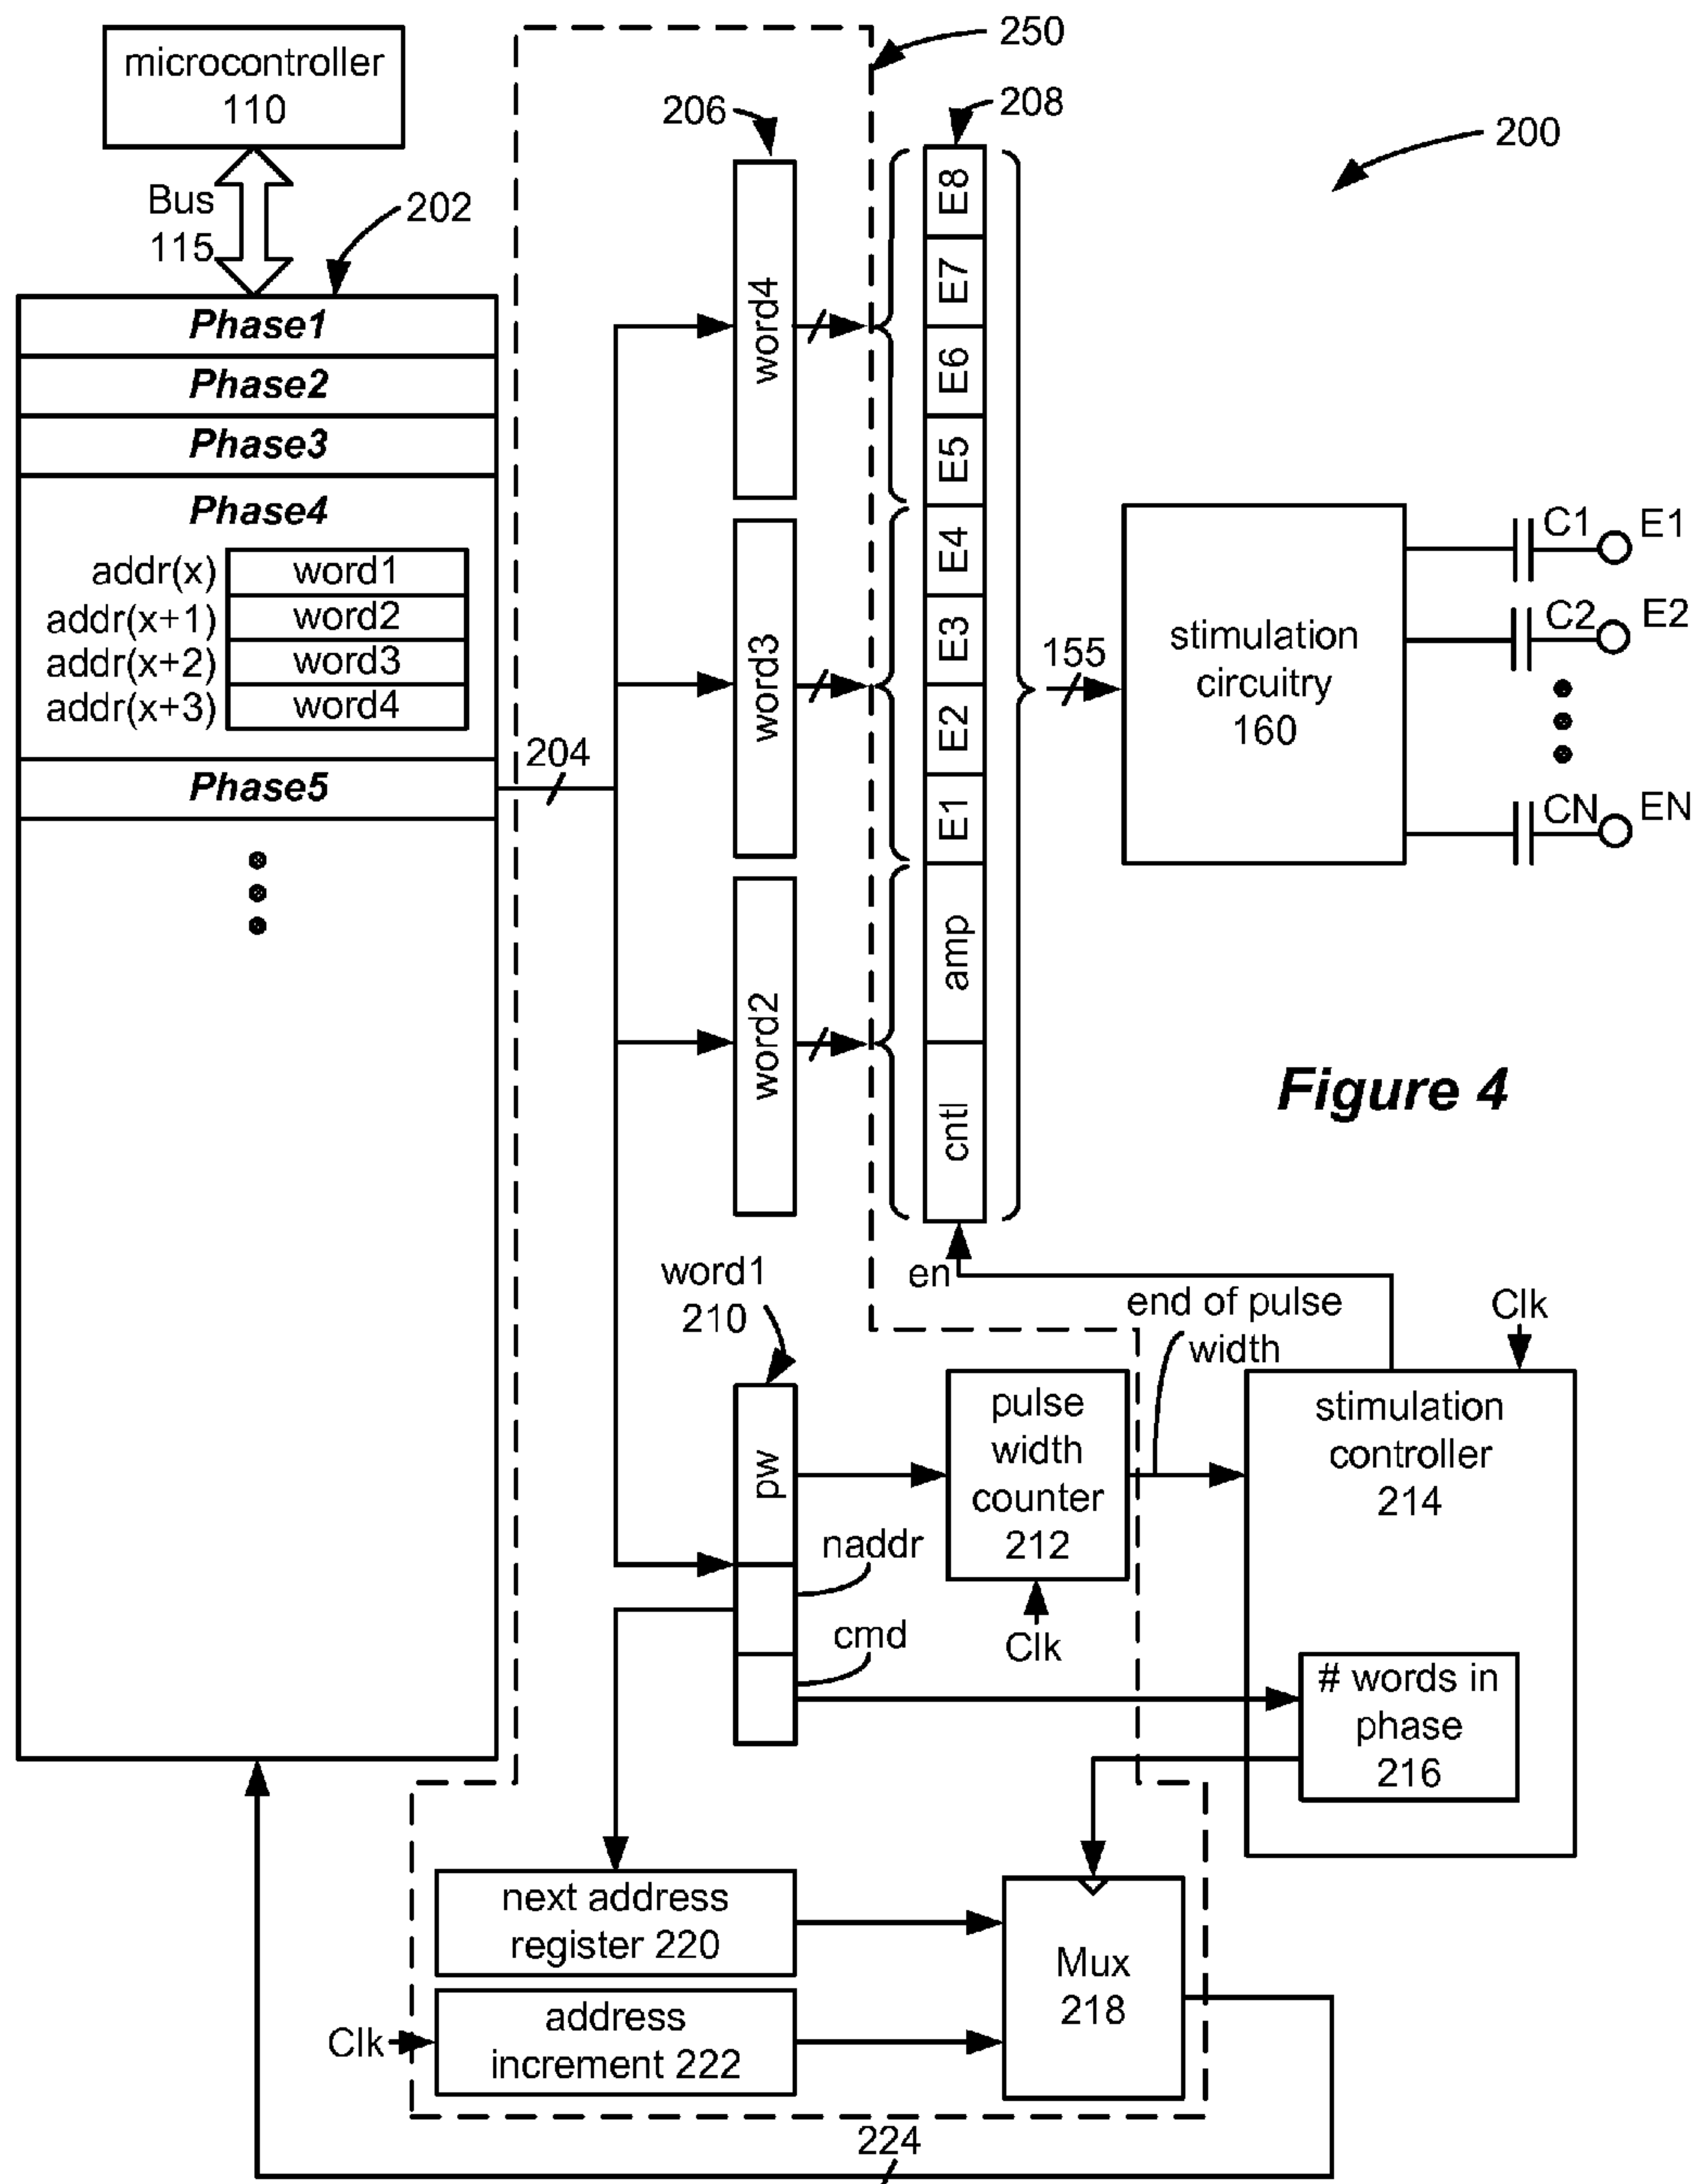 microcontroller
110
Bus
115
202
Phase1
Phase2
Phase3
Phase4
addr(x) word1
addr(x+1) word2
addr(x+2) word3
addr(x+3) word4
Phase5
204
206
250
208
200
word4
word3
word2
E8
E7
E6
E5
E4
E3
E2
E1
amp
cntl
155
stimulation
circuitry
160
C1 E1
C2 E2
CN EN
Figure 4
en
word1
210
pw
naddr
cmd
pulse
width
counter
212
Clk
end of pulse
width
Clk
stimulation
controller
214
# words in
phase
216
next address
register 220
Clk
address
increment 222
Mux
218
224